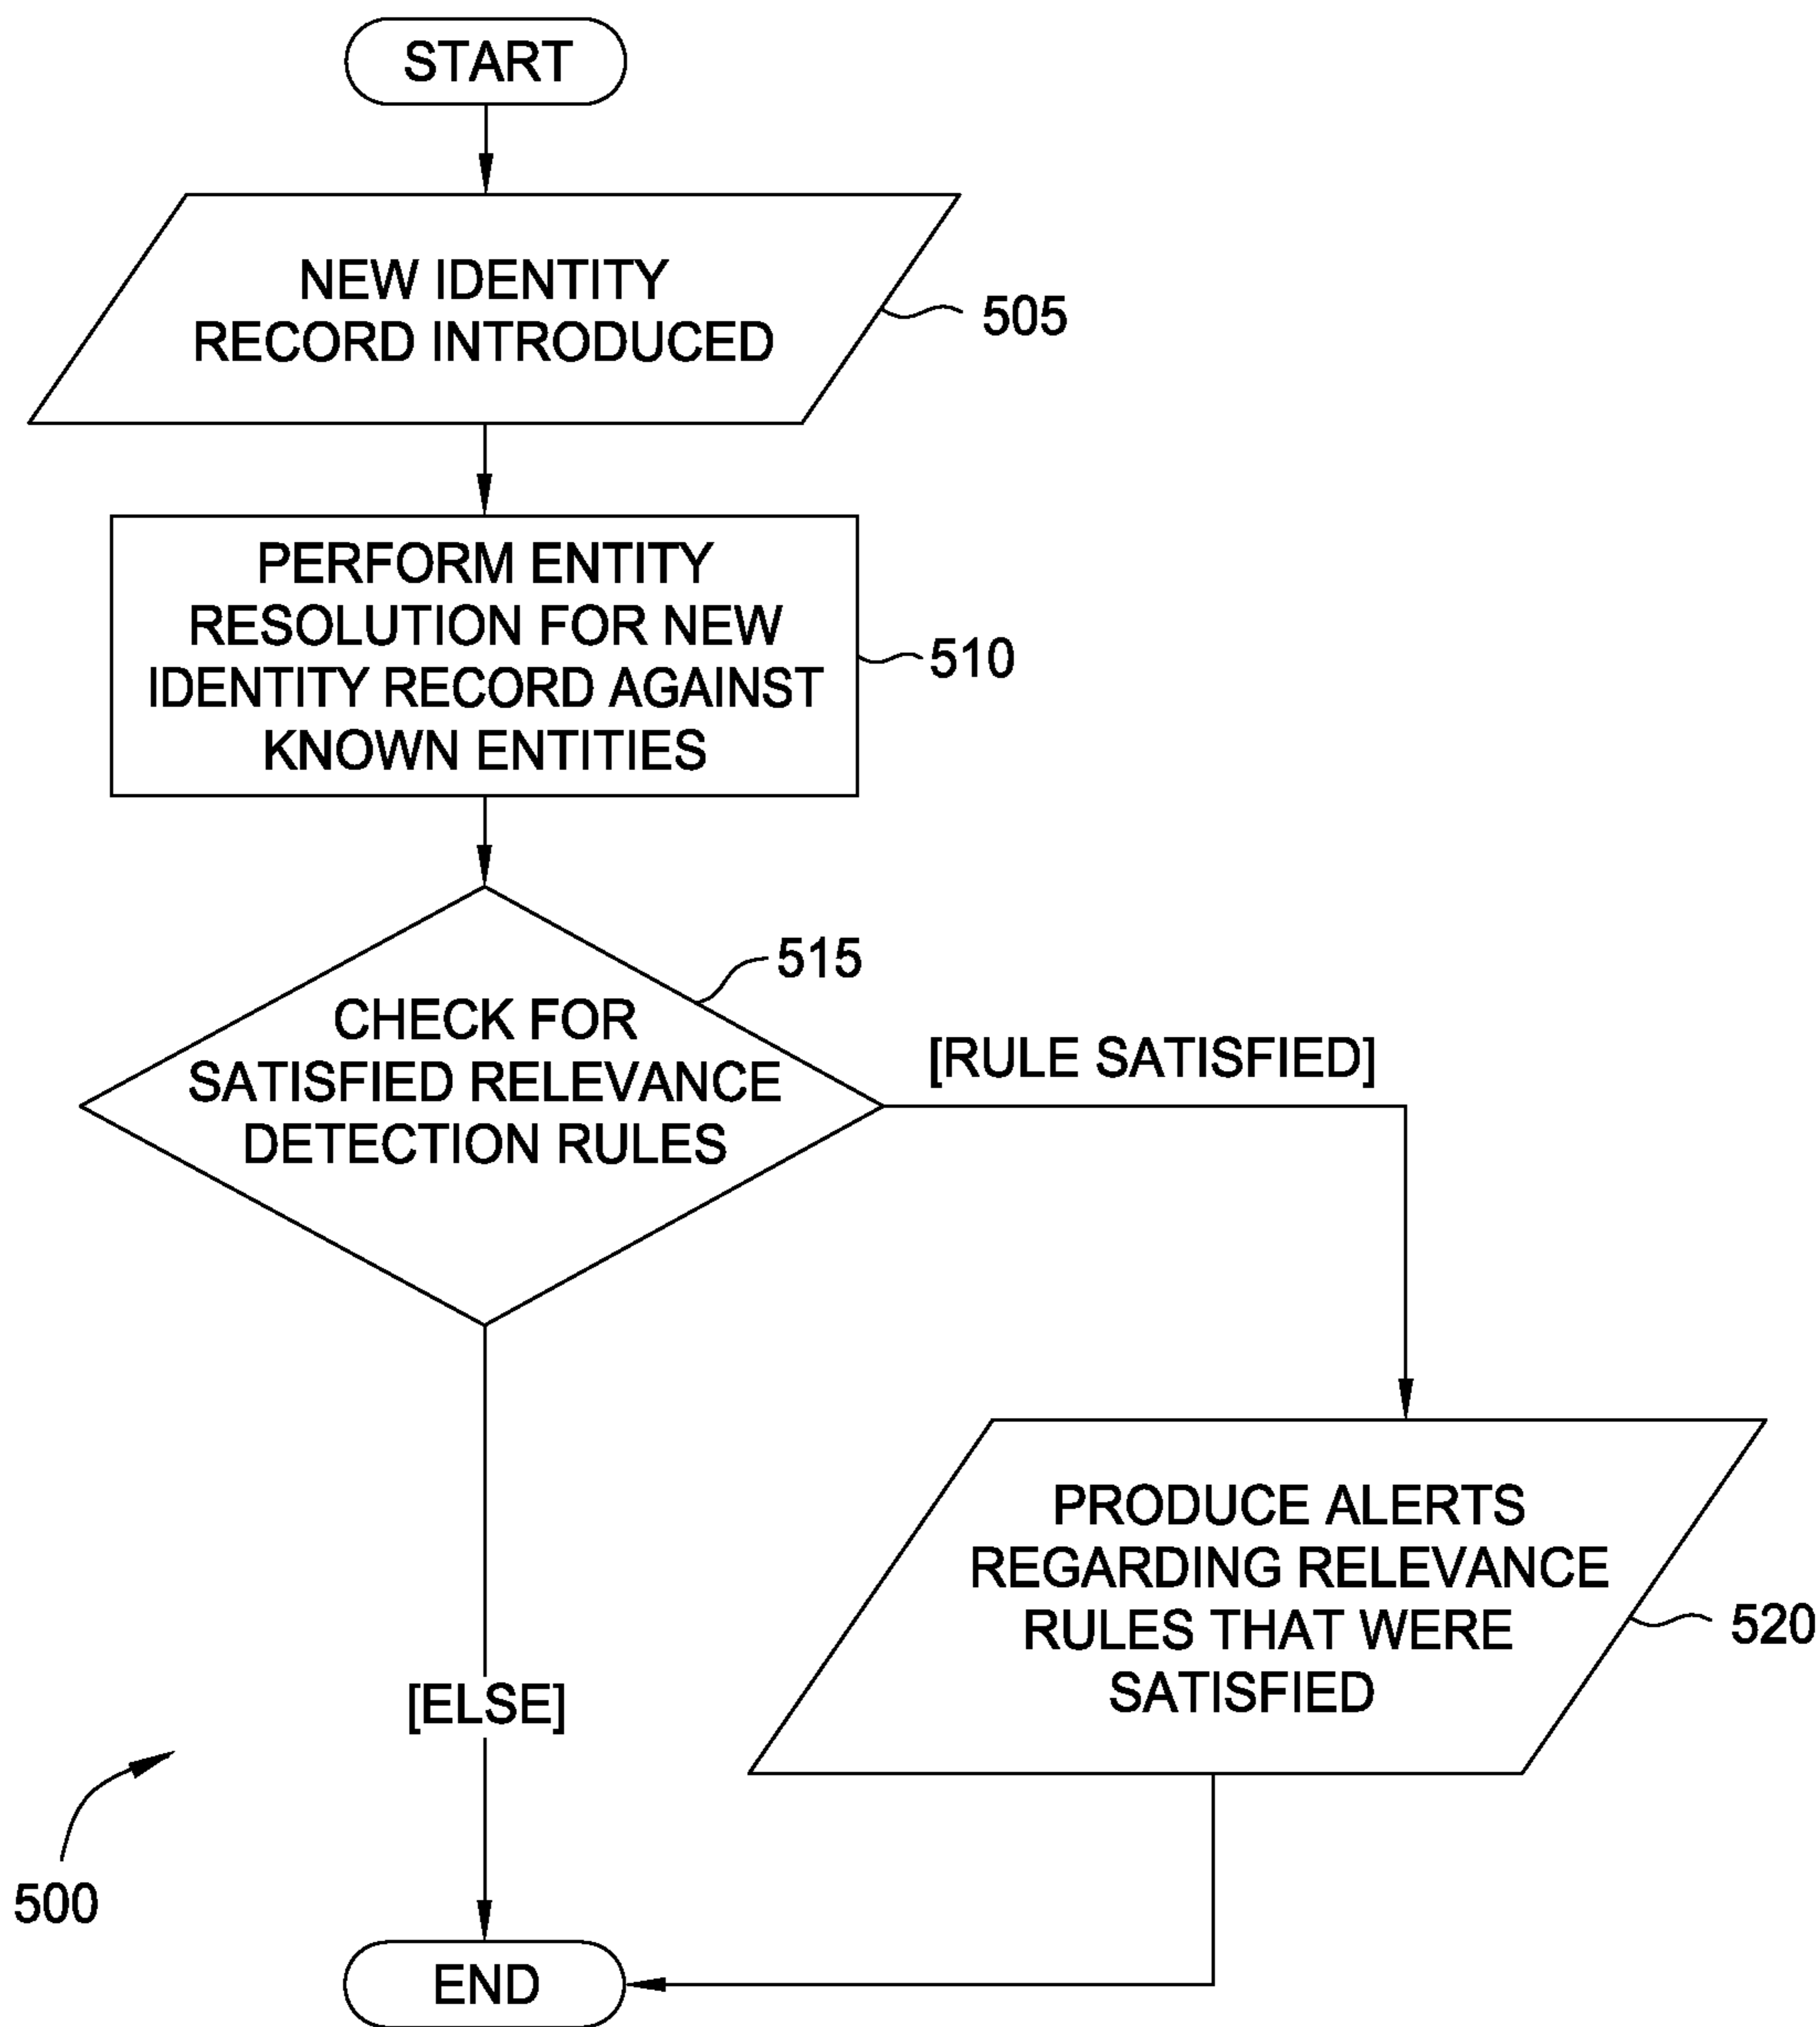 START
NEW IDENTITY
RECORD INTRODUCED
505
PERFORM ENTITY
RESOLUTION FOR NEW
IDENTITY RECORD AGAINST
KNOWN ENTITIES
510
515
CHECK FOR
SATISFIED RELEVANCE
DETECTION RULES
[RULE SATISFIED]
PRODUCE ALERTS
REGARDING RELEVANCE
RULES THAT WERE
SATISFIED
520
[ELSE]
500
END